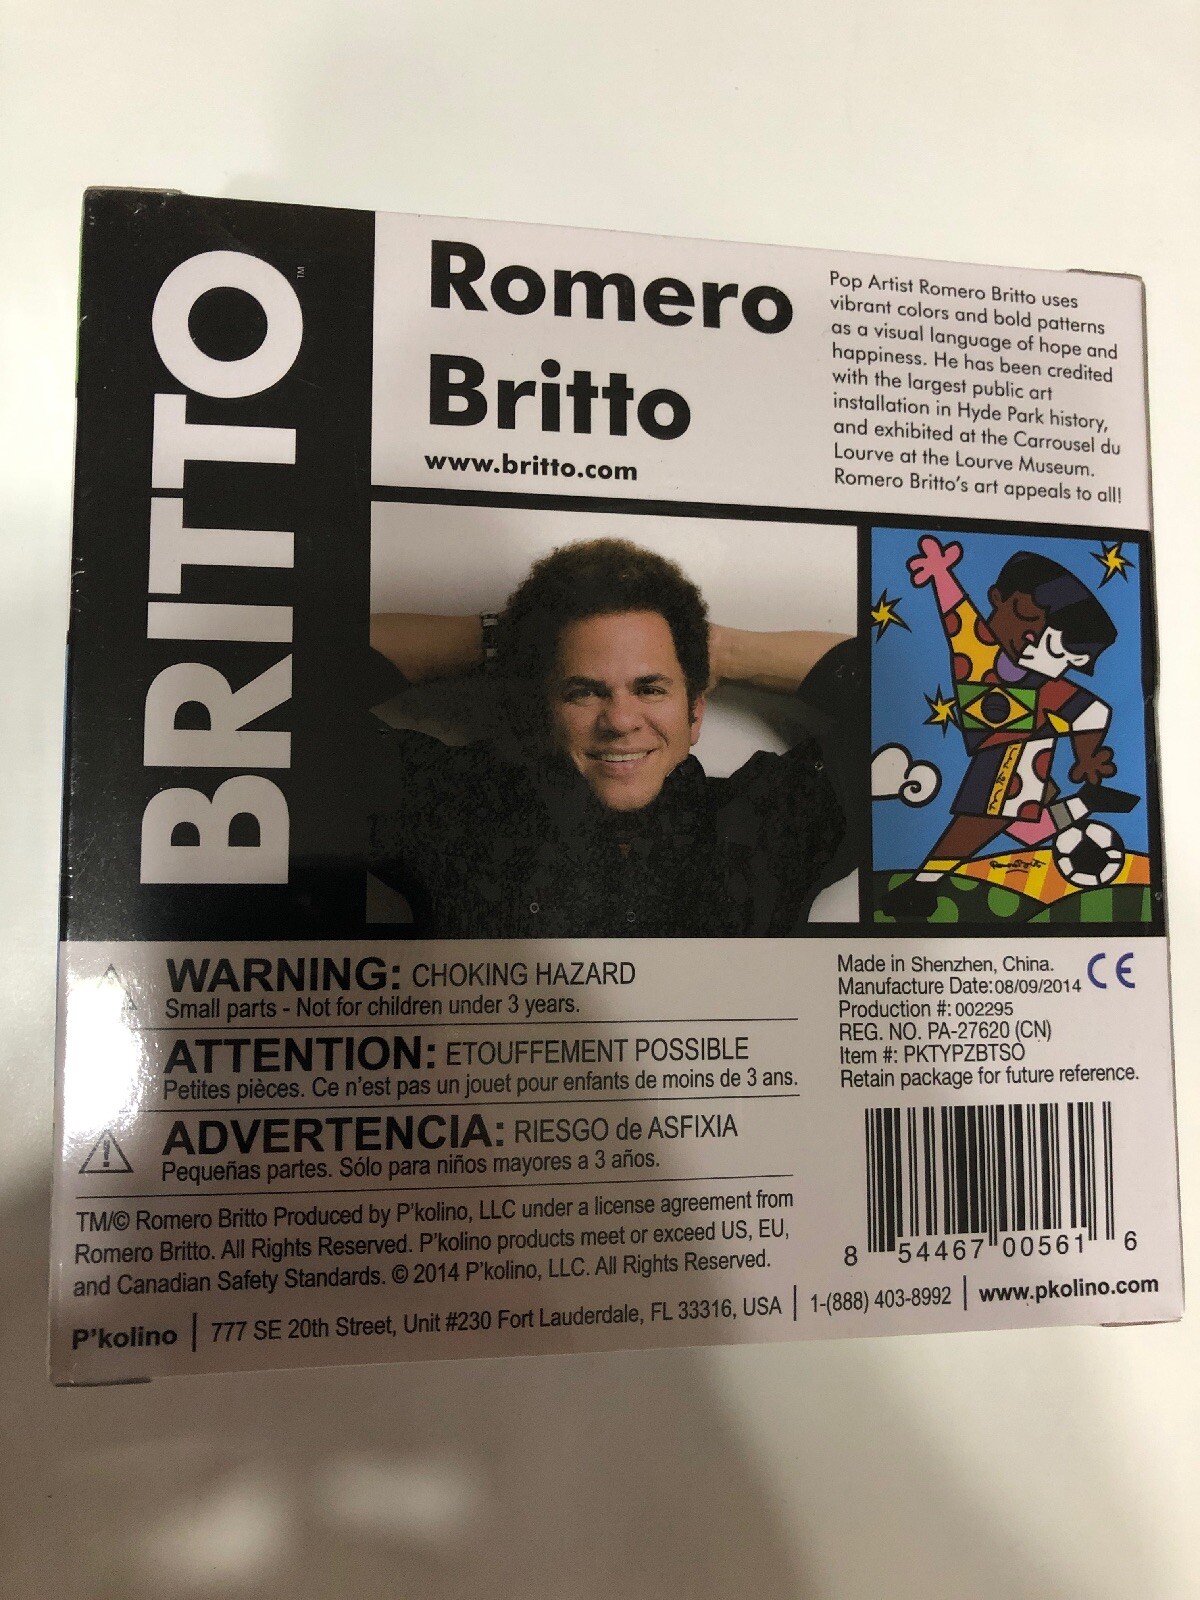 BRITTO™
Romero
Britto
www.britto.com
Pop Artist Romero Britto uses
vibrant colors and bold patterns
as a visual language of hope and
happiness. He has been credited
with the largest public art
installation in Hyde Park history,
and exhibited at the Carrousel du
Lourve at the Lourve Museum.
Romero Britto's art appeals to all!
WARNING: CHOKING HAZARD
Small parts - Not for children under 3 years.
ATTENTION: ETOUFFEMENT POSSIBLE
Petites pièces. Ce n'est pas un jouet pour enfants de moins de 3 ans.
ADVERTENCIA: RIESGO de ASFIXIA
Pequeñas partes. Sólo para niños mayores a 3 años.
TM/© Romero Britto Produced by P'kolino, LLC under a license agreement from
Romero Britto. All Rights Reserved. P'kolino products meet or exceed US, EU,
and Canadian Safety Standards. © 2014 P'kolino, LLC. All Rights Reserved.
Made in Shenzhen, China. CE
Manufacture Date:08/09/2014
Production #: 002295
REG. NO. PA-27620 (CN)
Item #: PKTYPZBTSO
Retain package for future reference.
8 54467 00561 6
P'kolino | 777 SE 20th Street, Unit #230 Fort Lauderdale, FL 33316, USA | 1-(888) 403-8992 | www.pkolino.com